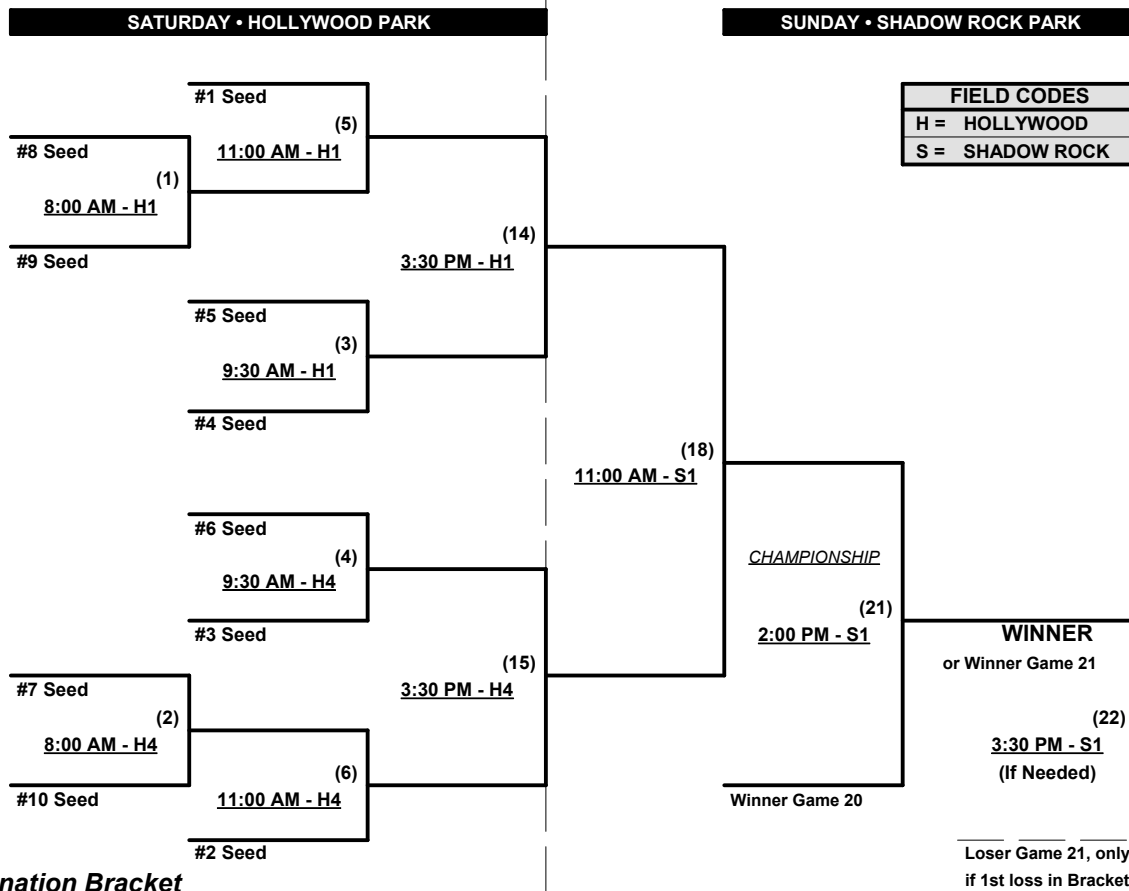 SATURDAY • HOLLYWOOD PARK
SUNDAY • SHADOW ROCK PARK
#1 Seed
(5)
11:00 AM - H1
#8 Seed
(1)
8:00 AM - H1
#9 Seed
(14)
3:30 PM - H1
#5 Seed
(3)
9:30 AM - H1
#4 Seed
FIELD CODES
H = HOLLYWOOD
S = SHADOW ROCK
(18)
11:00 AM - S1
#6 Seed
(4)
9:30 AM - H4
#3 Seed
(15)
3:30 PM - H4
#7 Seed
(2)
8:00 AM - H4
#10 Seed
(6)
11:00 AM - H4
#2 Seed
CHAMPIONSHIP
(21)
2:00 PM - S1
Winner Game 20
WINNER
or Winner Game 21
(22)
3:30 PM - S1
(If Needed)
Loser Game 21, only
if 1st loss in Bracket
nation Bracket